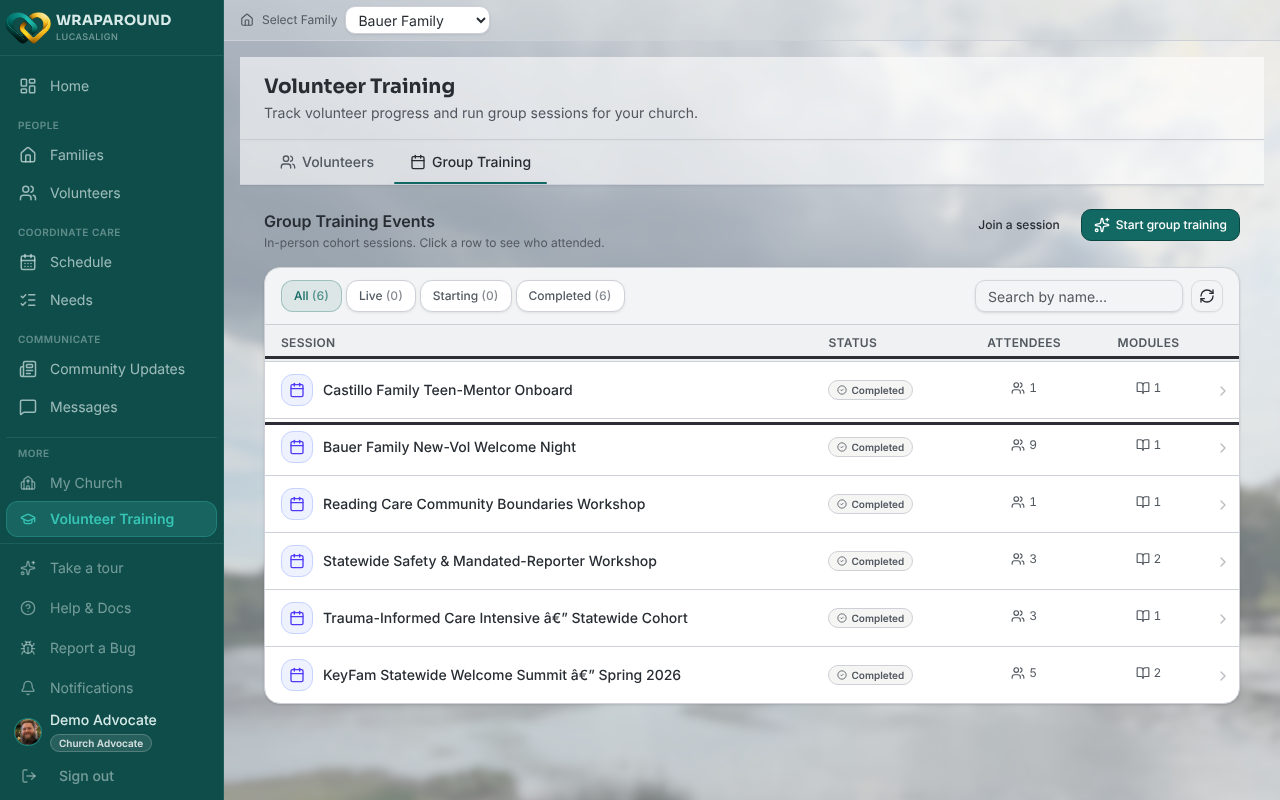 WRAPAROUND
LUCASALIGN
Home
PEOPLE
Families
Volunteers
COORDINATE CARE
Schedule
Needs
COMMUNICATE
Community Updates
Messages
MORE
My Church
Volunteer Training
Take a tour
Help & Docs
Report a Bug
Notifications
Demo Advocate
Church Advocate
Sign out
Select Family Bauer Family
Volunteer Training
Track volunteer progress and run group sessions for your church.
Volunteers Group Training
Group Training Events
In-person cohort sessions. Click a row to see who attended.
Join a session Start group training
All (6) Live (0) Starting (0) Completed (6) Search by name...
SESSION STATUS ATTENDEES MODULES
Castillo Family Teen-Mentor Onboard Completed 1 1
Bauer Family New-Vol Welcome Night Completed 9 1
Reading Care Community Boundaries Workshop Completed 1 1
Statewide Safety & Mandated-Reporter Workshop Completed 3 2
Trauma-Informed Care Intensive â€” Statewide Cohort Completed 3 1
KeyFam Statewide Welcome Summit â€” Spring 2026 Completed 5 2